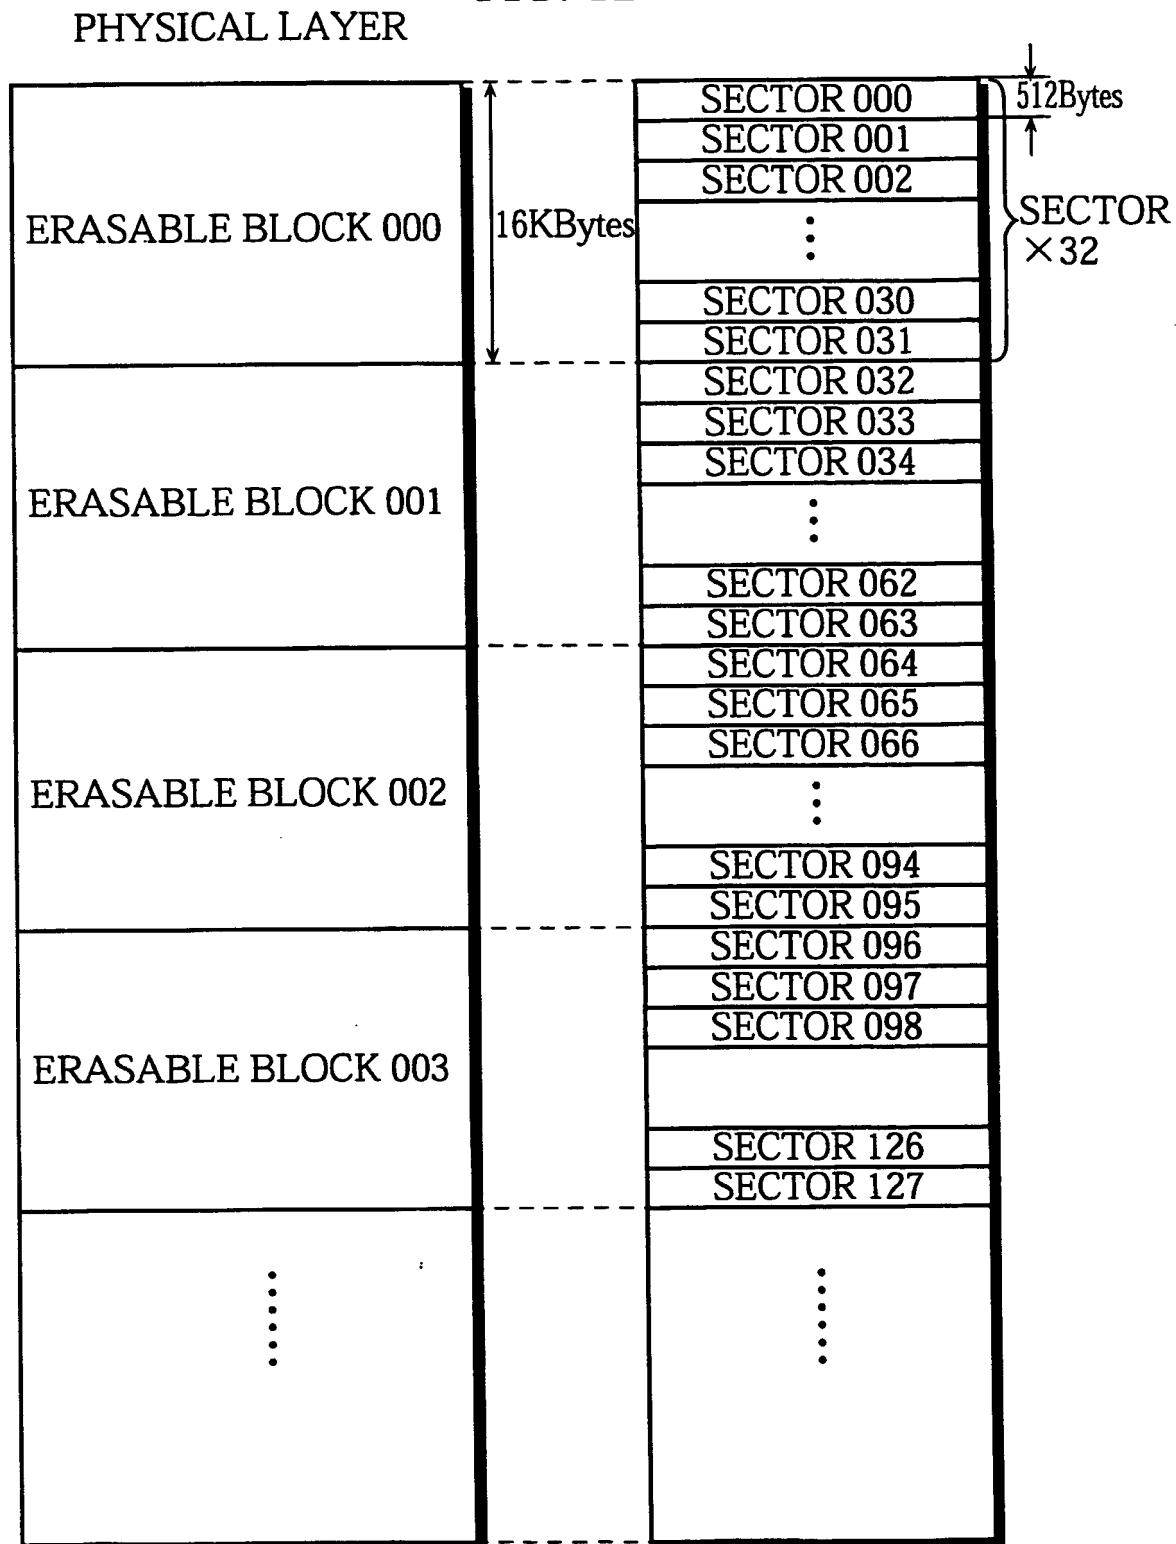 PHYSICAL LAYER
ERASABLE BLOCK 000
ERASABLE BLOCK 001
ERASABLE BLOCK 002
ERASABLE BLOCK 003
16KBytes
SECTOR 000
SECTOR 001
SECTOR 002
SECTOR 030
SECTOR 031
SECTOR 032
SECTOR 033
SECTOR 034
SECTOR 062
SECTOR 063
SECTOR 064
SECTOR 065
SECTOR 066
SECTOR 094
SECTOR 095
SECTOR 096
SECTOR 097
SECTOR 098
SECTOR 126
SECTOR 127
512Bytes
SECTOR
×32